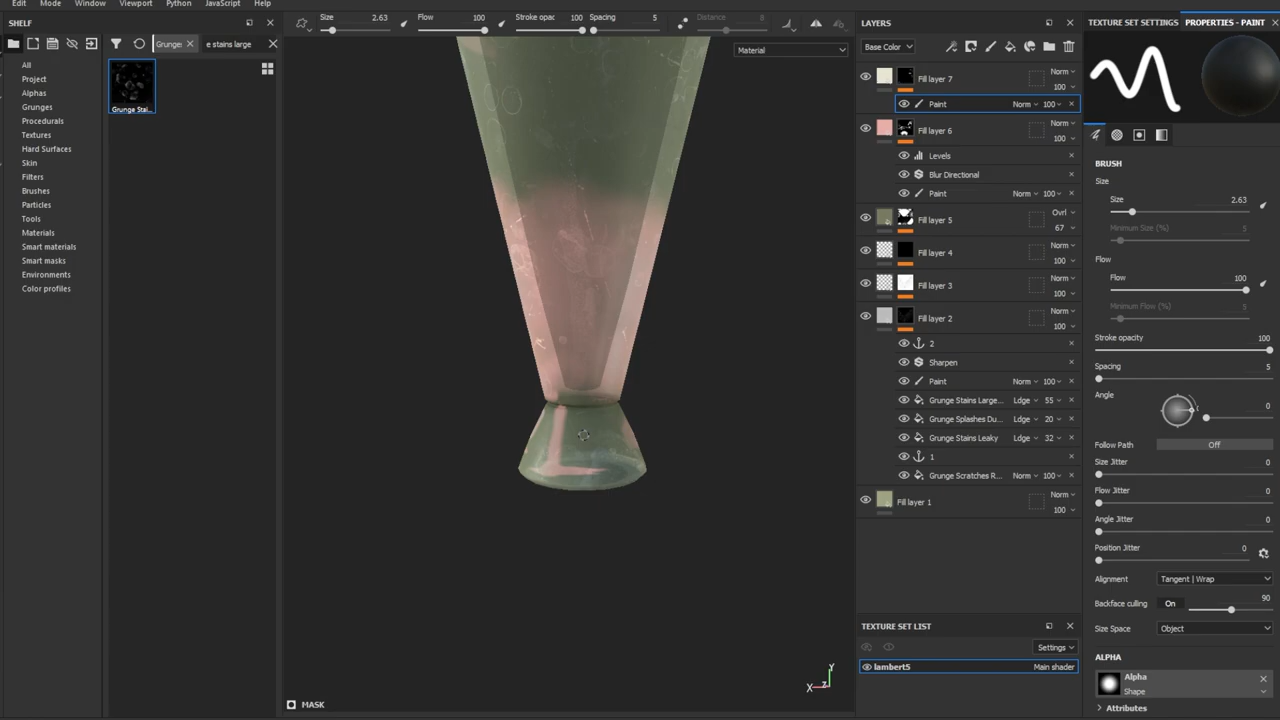 Edit Mode Window Viewport Python JavaScript Help
SHELF
Grunge
e stains large
All
Project
Alphas
Grunges
Procedurals
Textures
Hard Surfaces
Skin
Filters
Brushes
Particles
Tools
Materials
Smart materials
Smart masks
Environments
Color profiles
Grunge Stai...
Size 2.63
Flow 100
Stroke opac 100
Spacing 5
Distance 8
Material
X Z Y
MASK
LAYERS
Base Color
Fill layer 7 Norm 100
Paint Norm 100
Fill layer 6 Norm 100
Levels
Blur Directional
Paint Norm 100
Fill layer 5 Ovrl 67
Fill layer 4 Norm 100
Fill layer 3 Norm 100
Fill layer 2 Norm 100
2
Sharpen
Paint Norm 100
Grunge Stains Large... Ldge 55
Grunge Splashes Du... Ldge 20
Grunge Stains Leaky Ldge 32
1
Grunge Scratches R... Norm 100
Fill layer 1 Norm 100
TEXTURE SET LIST
Settings
lambert5 Main shader
TEXTURE SET SETTINGS PROPERTIES - PAINT
BRUSH
Size
Size 2.63
Minimum Size (%) 5
Flow
Flow 100
Minimum Flow (%) 5
Stroke opacity 100
Spacing 5
Angle 0
Follow Path Off
Size Jitter 0
Flow Jitter 0
Angle Jitter 0
Position Jitter 0
Alignment Tangent | Wrap
Backface culling On 90
Size Space Object
ALPHA
Alpha
Shape
Attributes